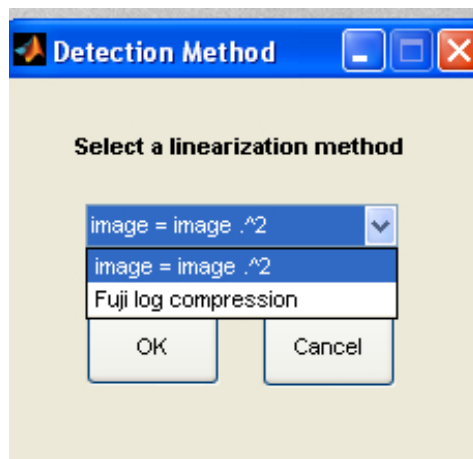 Detection Method
Select a linearization method
image = image .^2
image = image .^2
Fuji log compression
OK Cancel